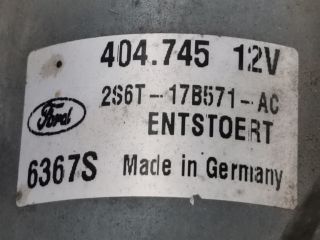 404.745 12V
2S6T-17B571-AC
Ford ENTSTOERT
6367S Made in Germany